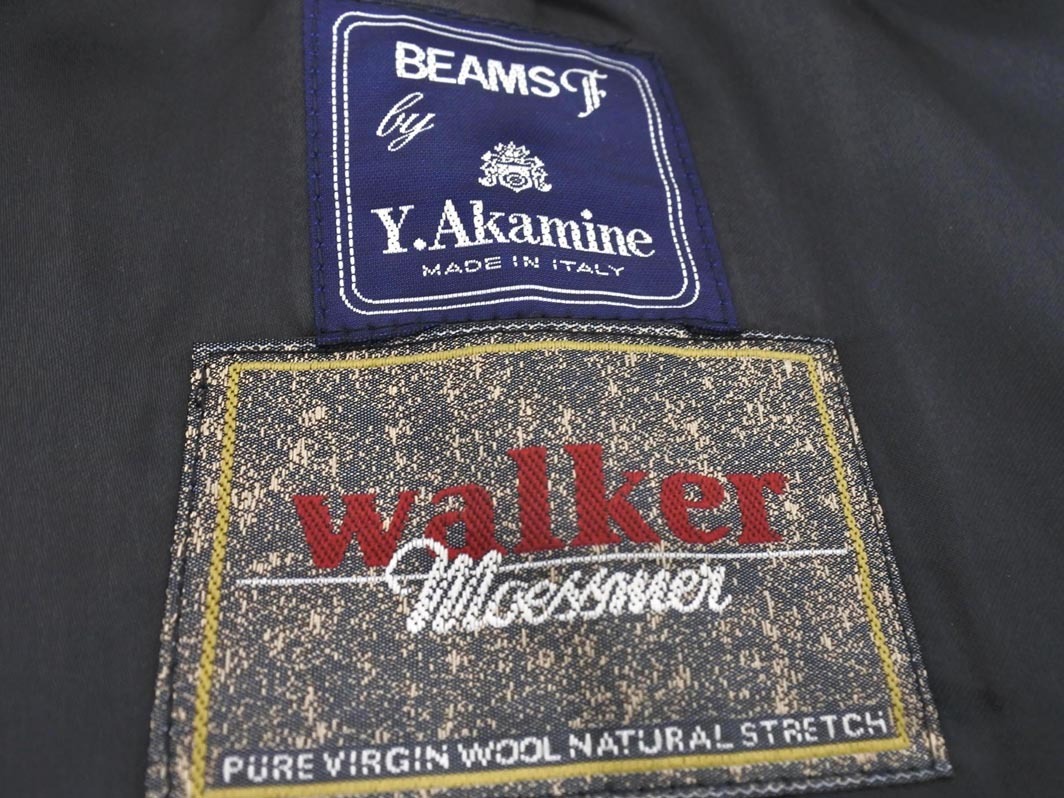 BEAMS F
by
Y.Akamine
MADE IN ITALY
walker
Moessmer
PURE VIRGIN WOOL NATURAL STRETCH